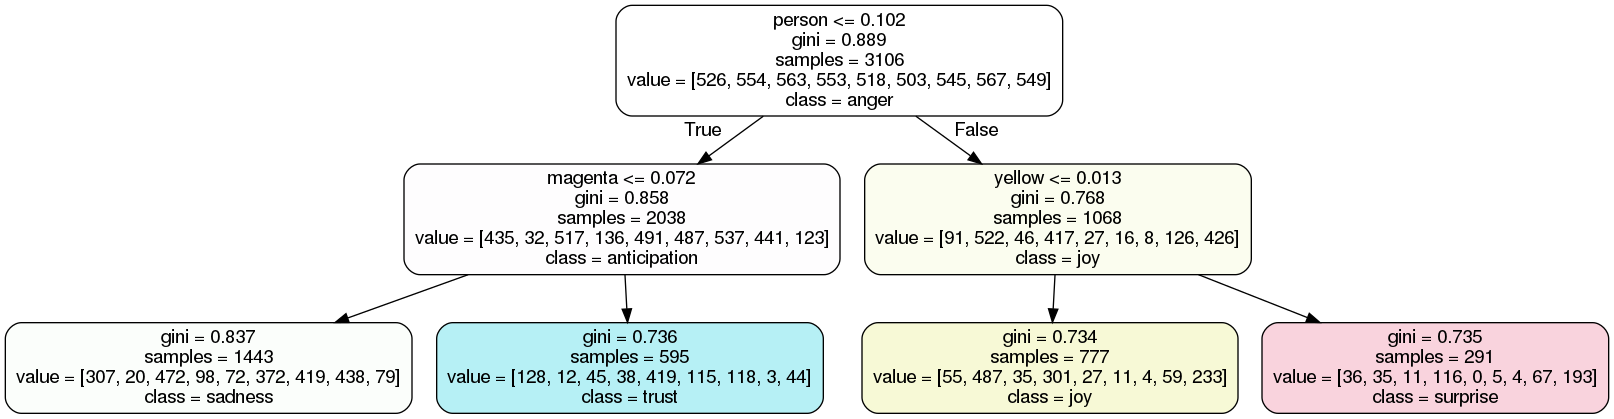 person <= 0.102
gini = 0.889
samples = 3106
value = [526, 554, 563, 553, 518, 503, 545, 567, 549]
class = anger
True
False
magenta <= 0.072
gini = 0.858
samples = 2038
value = [435, 32, 517, 136, 491, 487, 537, 441, 123]
class = anticipation
yellow <= 0.013
gini = 0.768
samples = 1068
value = [91, 522, 46, 417, 27, 16, 8, 126, 426]
class = joy
gini = 0.837
samples = 1443
value = [307, 20, 472, 98, 72, 372, 419, 438, 79]
class = sadness
gini = 0.736
samples = 595
value = [128, 12, 45, 38, 419, 115, 118, 3, 44]
class = trust
gini = 0.734
samples = 777
value = [55, 487, 35, 301, 27, 11, 4, 59, 233]
class = joy
gini = 0.735
samples = 291
value = [36, 35, 11, 116, 0, 5, 4, 67, 193]
class = surprise